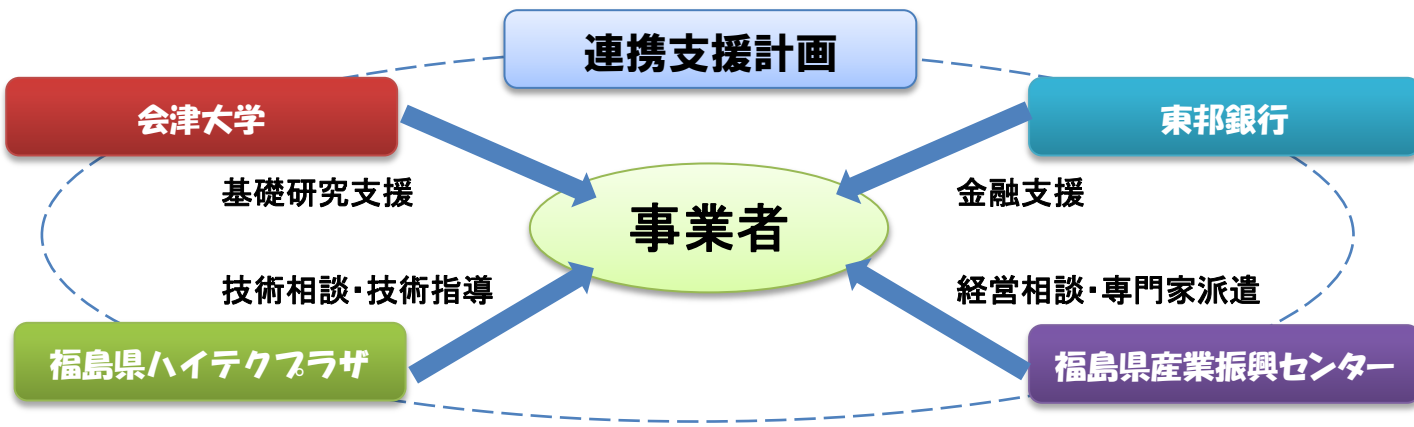 連携支援計画
会津大学
東邦銀行
基礎研究支援
金融支援
事業者
技術相談・技術指導
経営相談・専門家派遣
福島県ハイテクプラザ
福島県産業振興センター